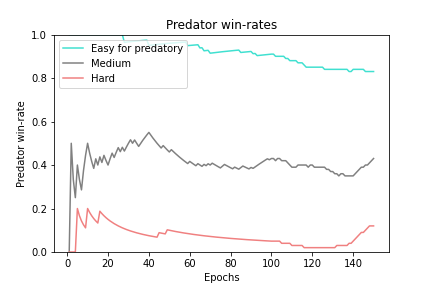 Predator win-rates
1.0
0.8
0.6
0.4
0.2
0.0
Predator win-rate
Easy for predatory
Medium
Hard
0
20
40
60
80
100
120
140
Epochs